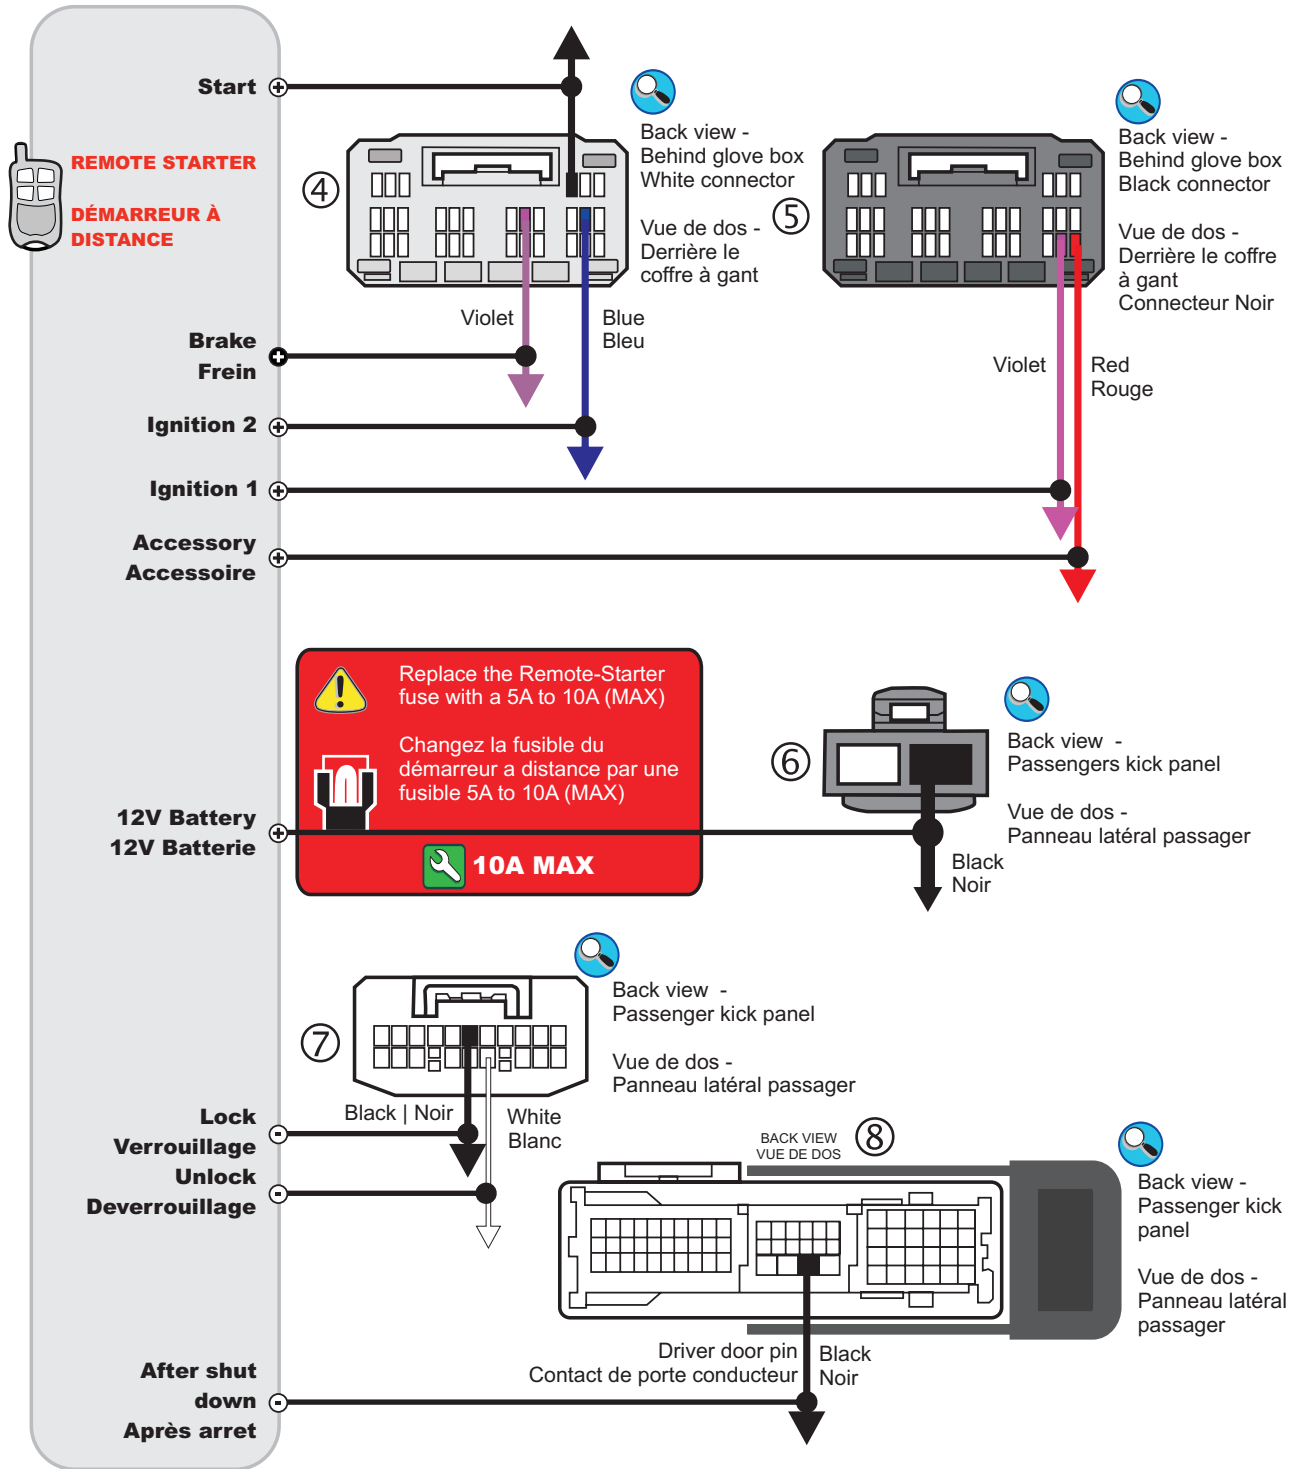 Start
REMOTE STARTER
DÉMARREUR À
DISTANCE
4
Back view -
Behind glove box
White connector
Vue de dos -
Derrière le
coffre à gant
5
Back view -
Behind glove box
Black connector
Vue de dos -
Derrière le coffre
à gant
Connecteur Noir
Violet
Blue
Bleu
Violet
Red
Rouge
Brake
Frein
Ignition 2
Ignition 1
Accessory
Accessoire
Replace the Remote-Starter
fuse with a 5A to 10A (MAX)
Changez la fusible du
démarreur a distance par une
fusible 5A to 10A (MAX)
10A MAX
12V Battery
12V Batterie
6
Back view -
Passengers kick panel
Vue de dos -
Panneau latéral passager
Black
Noir
7
Back view -
Passenger kick panel
Vue de dos -
Panneau latéral passager
Black | Noir
White
Blanc
Lock
Verrouillage
Unlock
Deverrouillage
BACK VIEW
VUE DE DOS
8
Back view -
Passenger kick
panel
Vue de dos -
Panneau latéral
passager
Driver door pin
Contact de porte conducteur
Black
Noir
After shut
down
Après arret